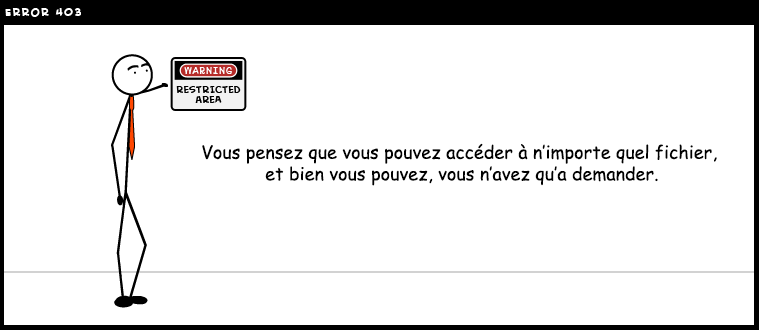 ERROR 403
WARNING
RESTRICTED
AREA
Vous pensez que vous pouvez accéder à n'importe quel fichier,
et bien vous pouvez, vous n'avez qu'a demander.